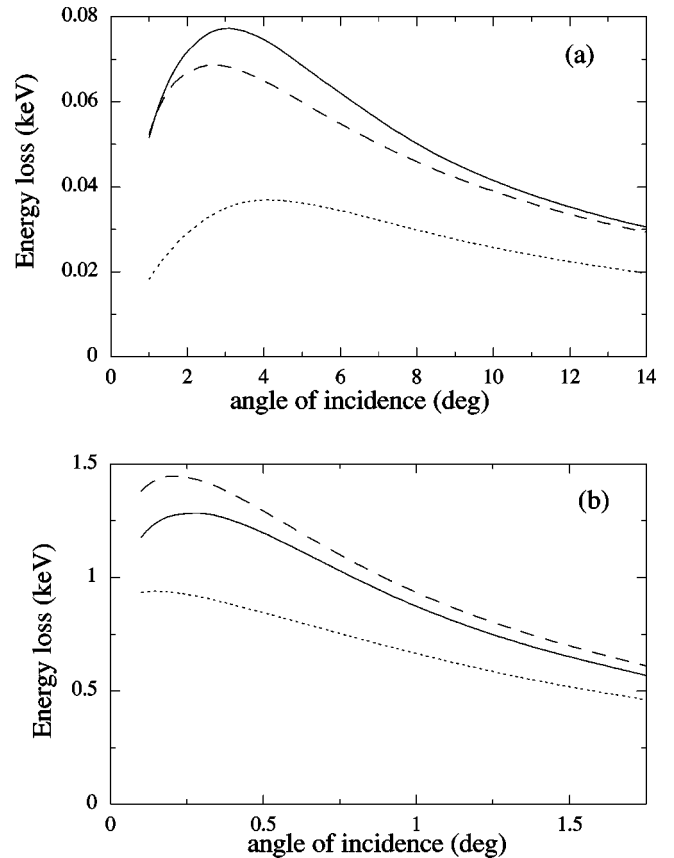 0.08
(a)
0.06
0.04
0.02
0
Energy loss (keV)
0 2 4 6 8 10 12 14
angle of incidence (deg)
1.5
(b)
1
0.5
0
Energy loss (keV)
0 0.5 1 1.5
angle of incidence (deg)